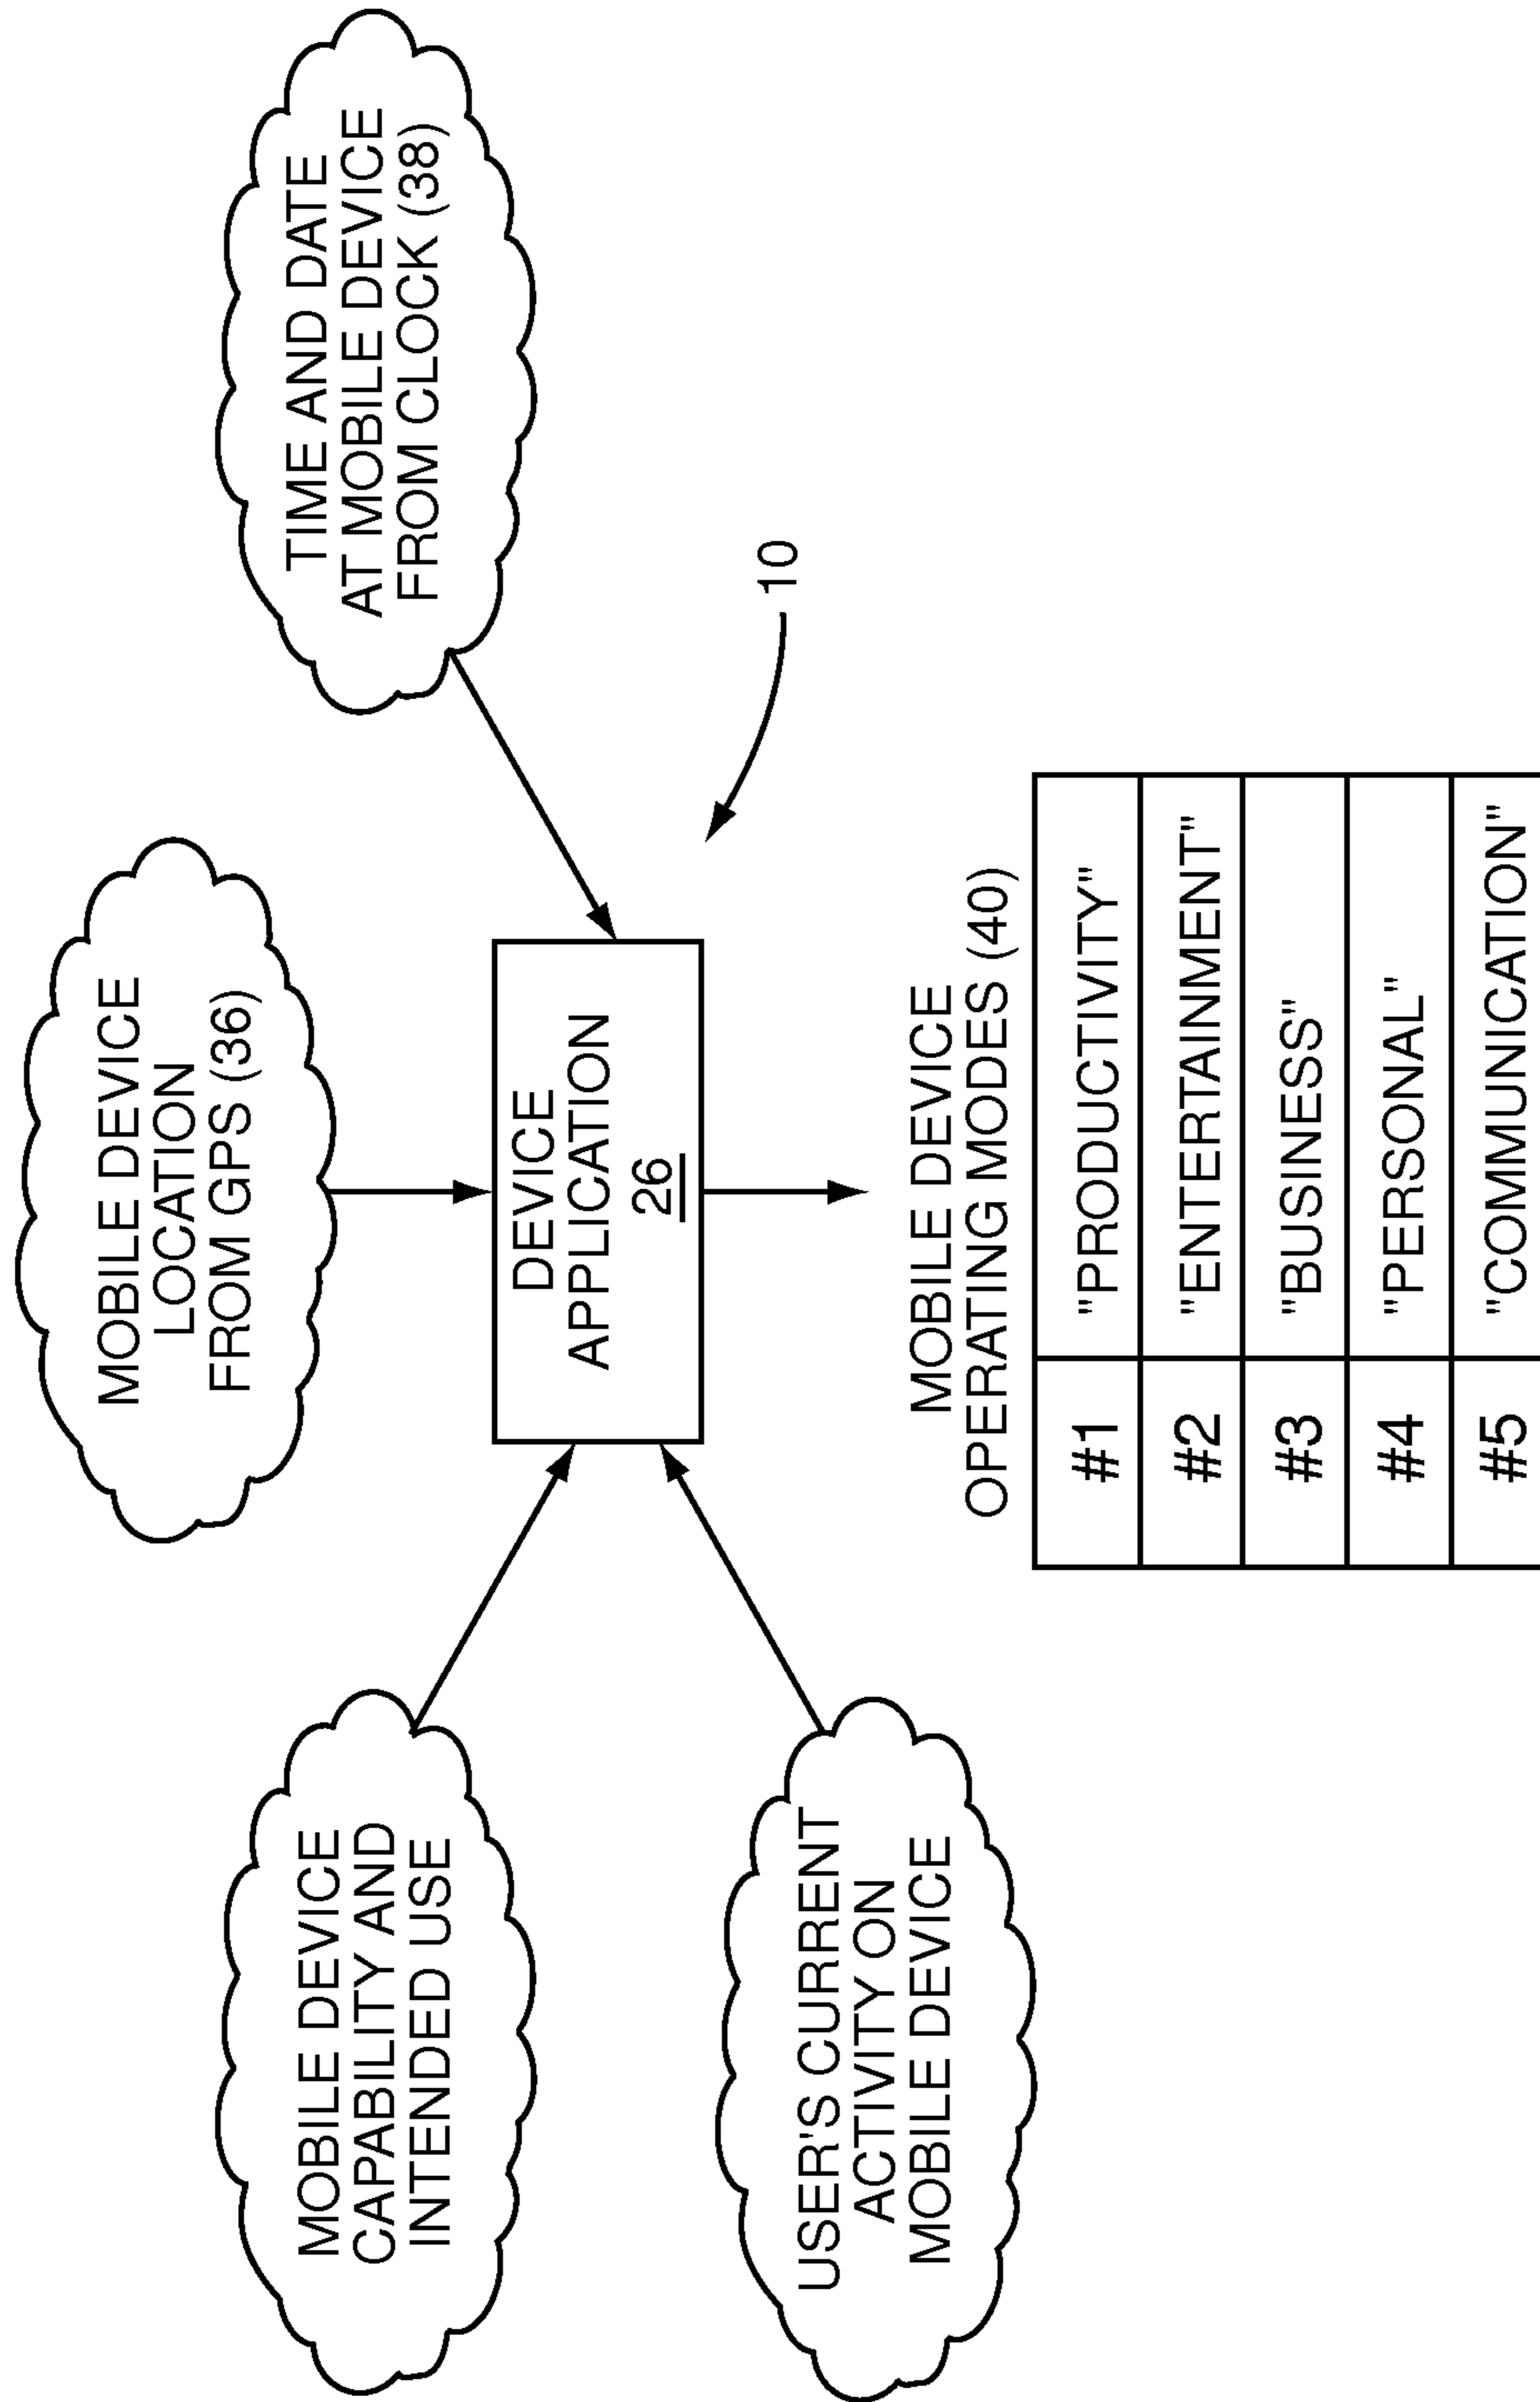 MOBILE DEVICE
LOCATION
FROM GPS (36)
MOBILE DEVICE
CAPABILITY AND
INTENDED USE
TIME AND DATE
AT MOBILE DEVICE
FROM CLOCK (38)
DEVICE
APPLICATION
26
10
USER'S CURRENT
ACTIVITY ON
MOBILE DEVICE
MOBILE DEVICE
OPERATING MODES (40)
#1 "PRODUCTIVITY"
#2 "ENTERTAINMENT"
#3 "BUSINESS"
#4 "PERSONAL"
#5 "COMMUNICATION"